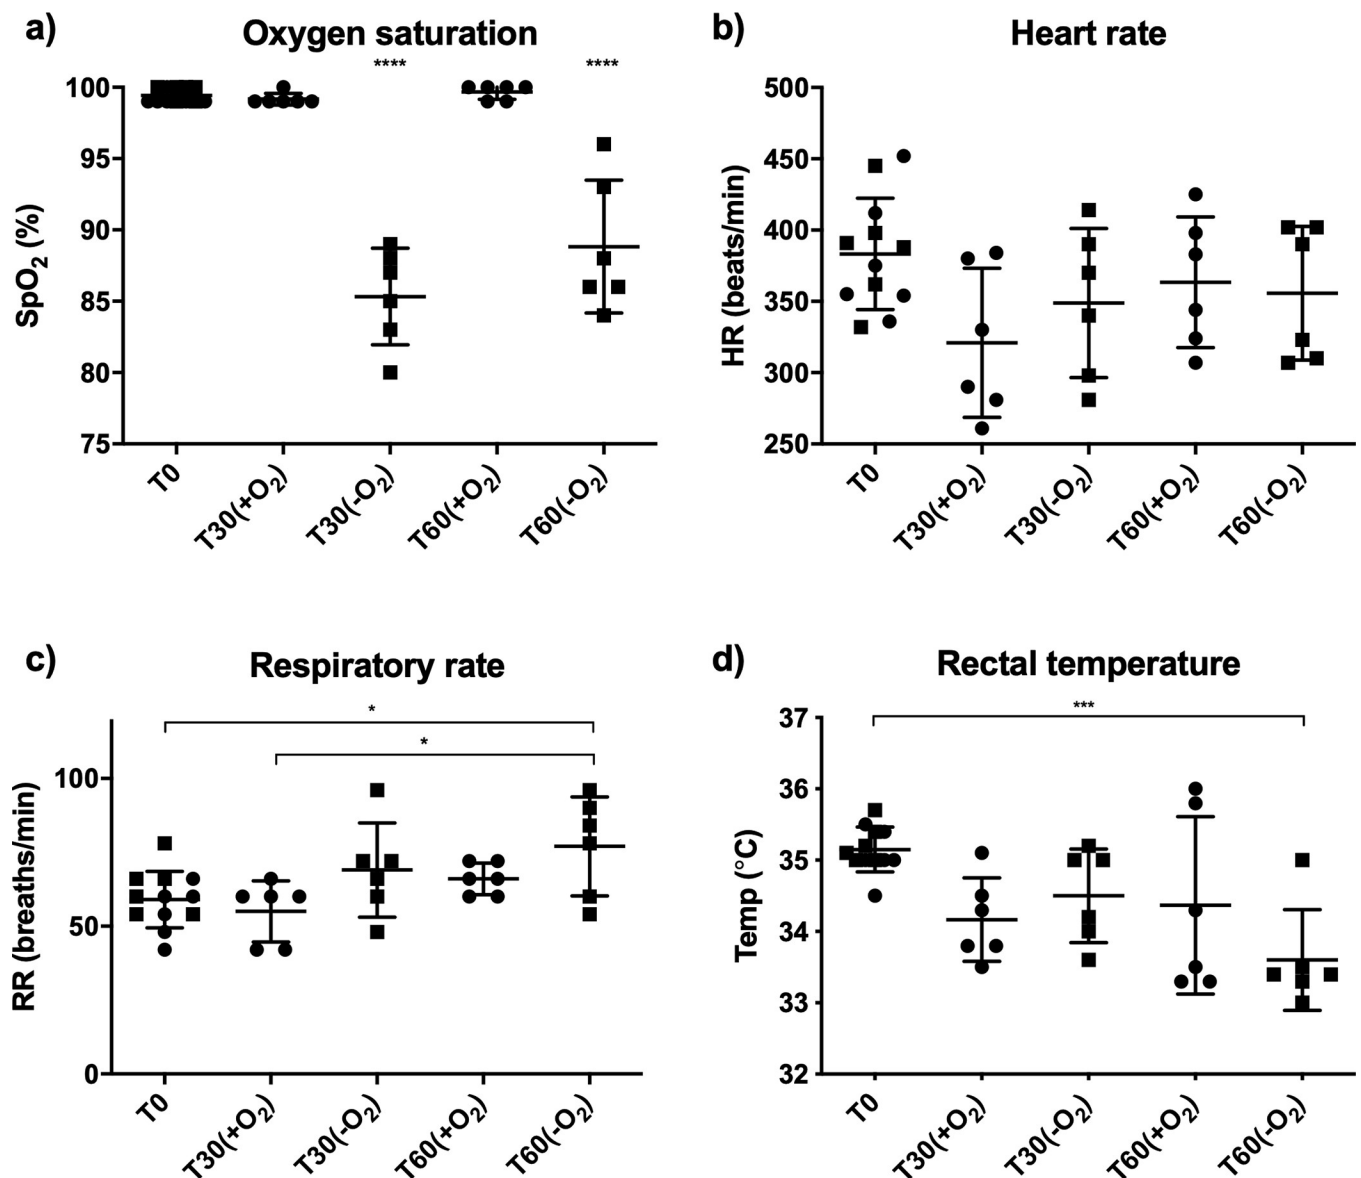 a)
Oxygen saturation
**** ****
SpO₂ (%)
100
95
90
85
80
75
T0 T30(+O₂) T30(-O₂) T60(+O₂) T60(-O₂)
b)
Heart rate
HR (beats/min)
500
450
400
350
300
250
T0 T30(+O₂) T30(-O₂) T60(+O₂) T60(-O₂)
c)
Respiratory rate
*
*
RR (breaths/min)
100
50
0
T0 T30(+O₂) T30(-O₂) T60(+O₂) T60(-O₂)
d)
Rectal temperature
***
Temp (°C)
37
36
35
34
33
32
T0 T30(+O₂) T30(-O₂) T60(+O₂) T60(-O₂)